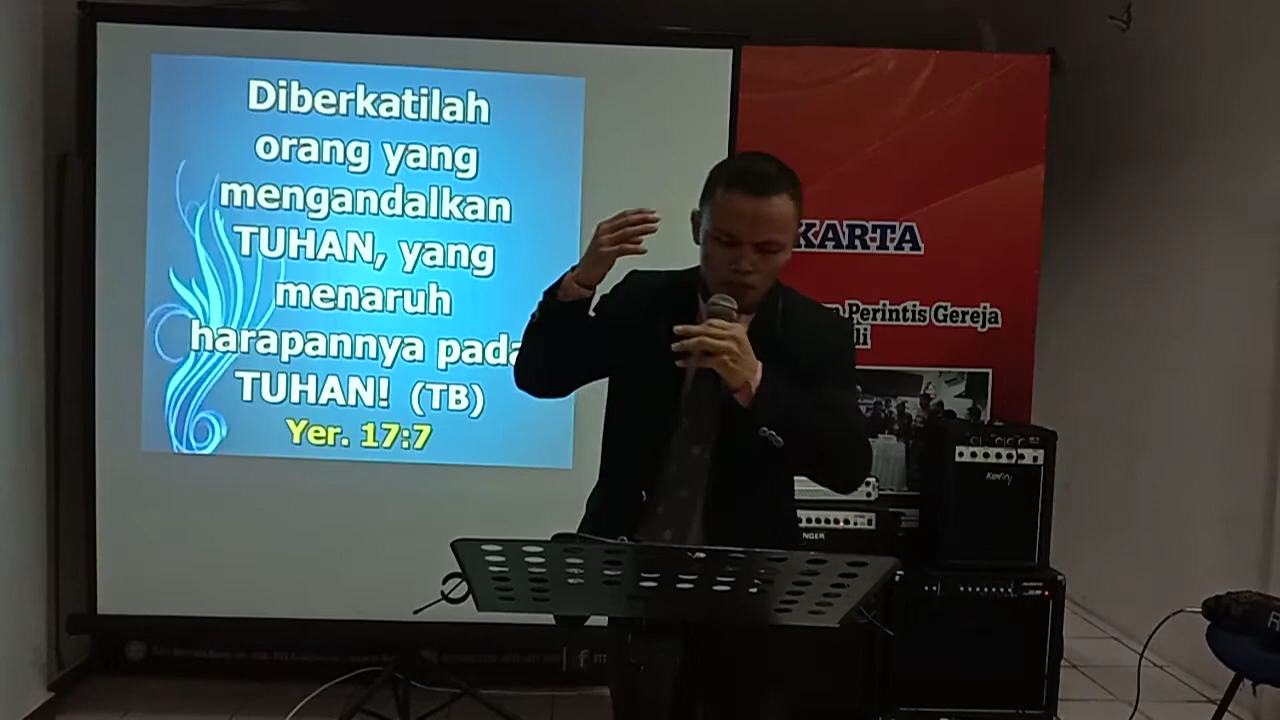 Diberkatilah
orang yang
mengandalkan
TUHAN, yang
menaruh
harapannya pada
TUHAN! (TB)
Yer. 17:7
KARTA
Perintis Gereja